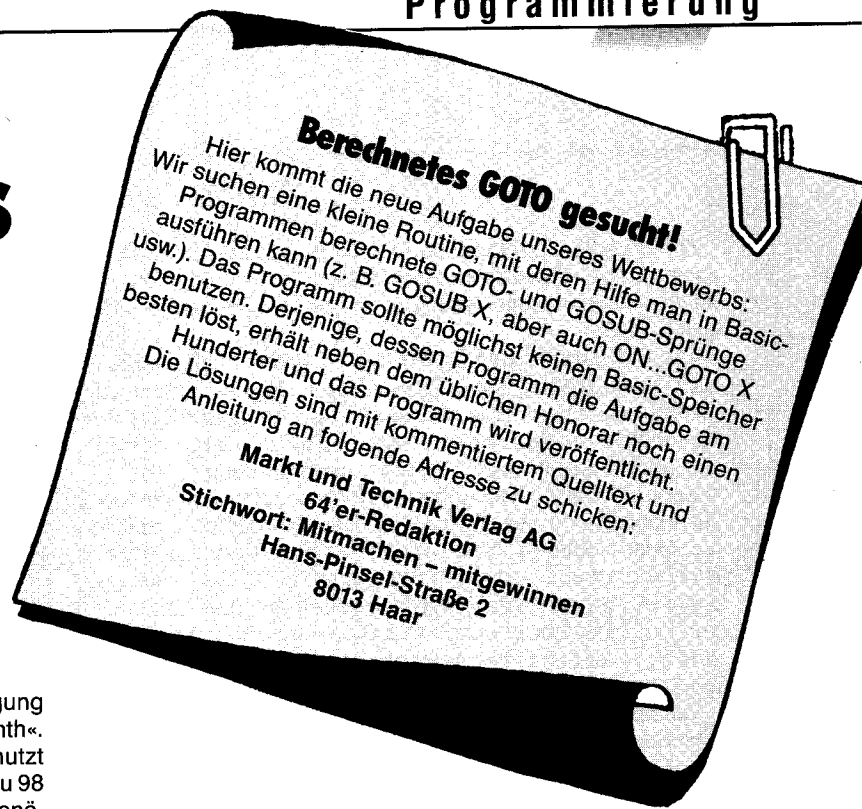 Programmierung
s
Berechnetes GOTO gesucht!
Hier kommt die neue Aufgabe unseres Wettbewerbs:
Wir suchen eine kleine Routine, mit deren Hilfe man in Basic-
Programmen berechnete GOTO- und GOSUB-Sprünge
ausführen kann (z. B. GOSUB X, aber auch ON...GOTO X
usw.). Das Programm sollte möglichst keinen Basic-Speicher
benutzen. Derjenige, dessen Programm die Aufgabe am
besten löst, erhält neben dem üblichen Honorar noch einen
Hunderter und das Programm wird veröffentlicht.
Die Lösungen sind mit kommentiertem Quelltext und
Anleitung an folgende Adresse zu schicken:
Markt und Technik Verlag AG
64'er-Redaktion
Stichwort: Mitmachen – mitgewinnen
Hans-Pinsel-Straße 2
8013 Haar
gung
nth«.
nutzt
u 98